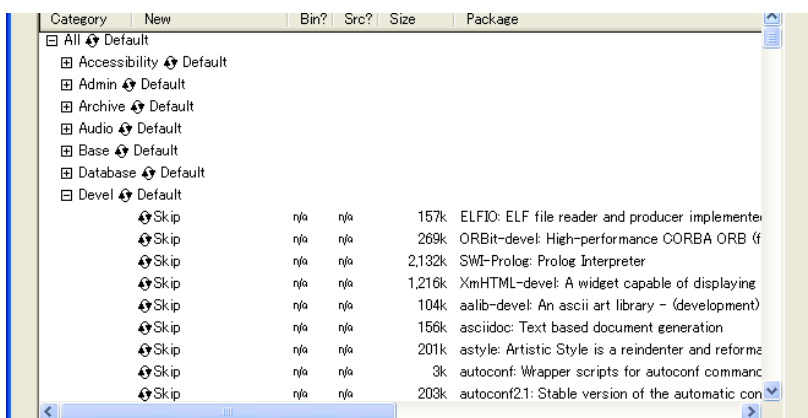 Category New Bin? Src? Size Package
All Default
Accessibility Default
Admin Default
Archive Default
Audio Default
Base Default
Database Default
Devel Default
Skip n/a n/a 157k ELFIO: ELF file reader and producer implemente
Skip n/a n/a 269k ORBit-devel: High-performance CORBA ORB (f
Skip n/a n/a 2,132k SWI-Prolog: Prolog Interpreter
Skip n/a n/a 1,216k XmHTML-devel: A widget capable of displaying
Skip n/a n/a 104k aalib-devel: An ascii art library - (development)
Skip n/a n/a 156k asciidoc: Text based document generation
Skip n/a n/a 201k astyle: Artistic Style is a reindenter and reforma
Skip n/a n/a 3k autoconf: Wrapper scripts for autoconf command
Skip n/a n/a 203k autoconf2.1: Stable version of the automatic con